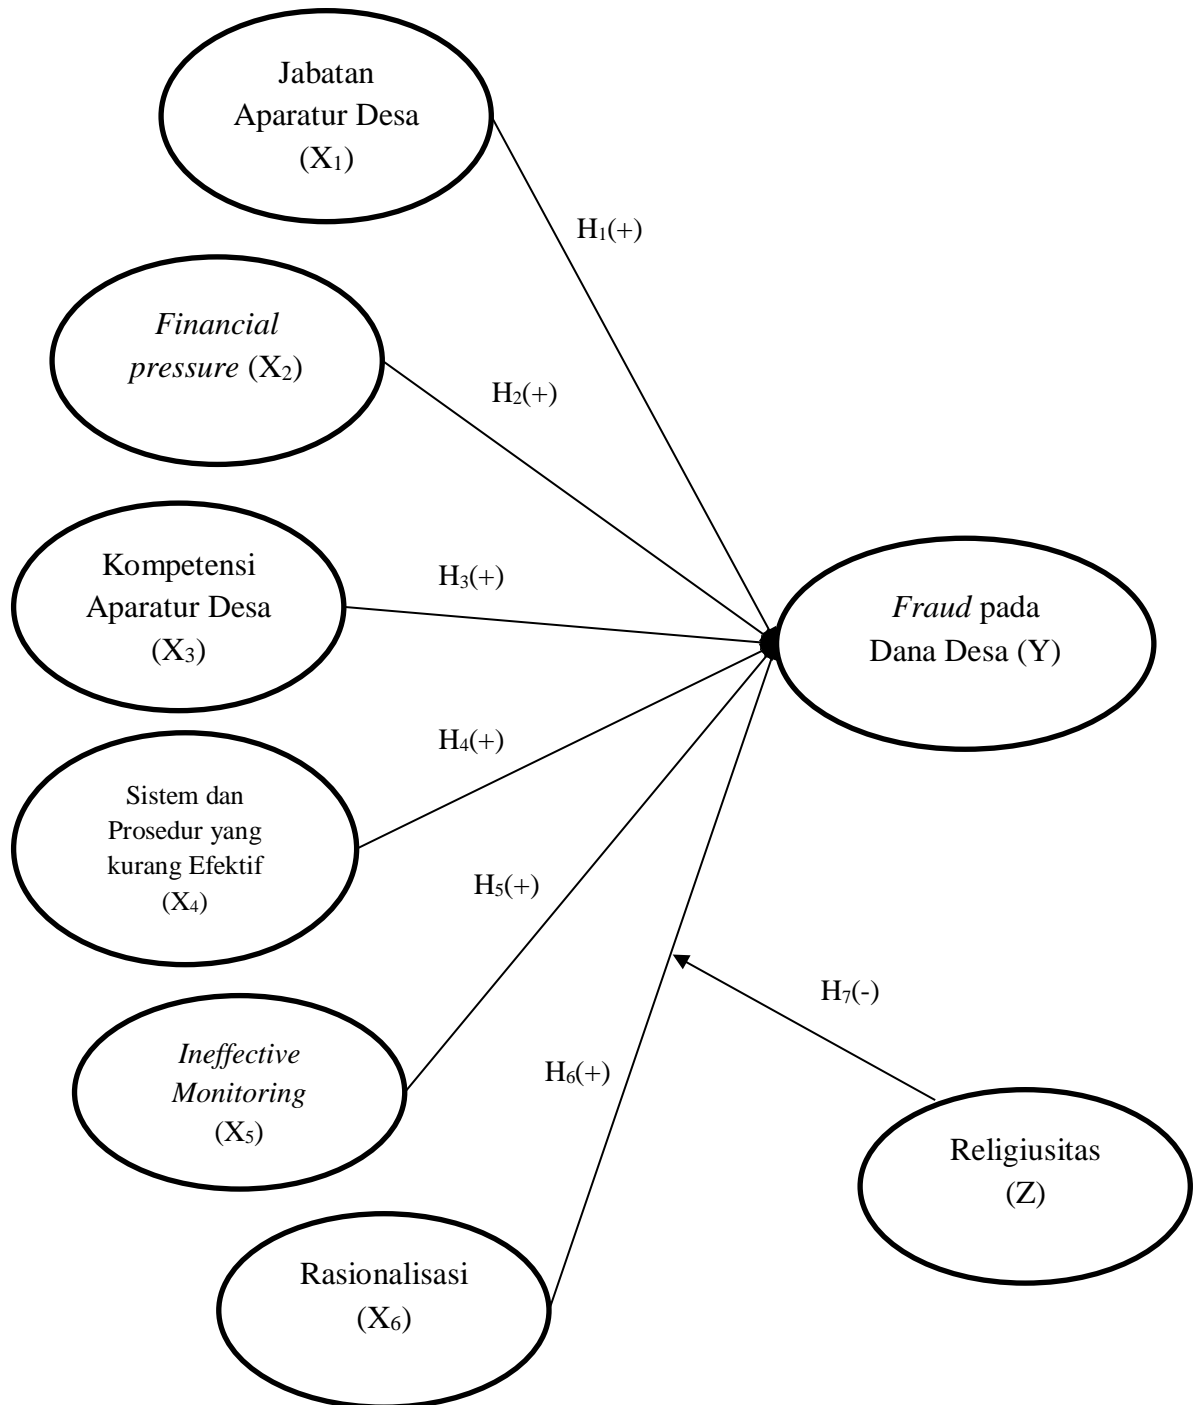 Jabatan
Aparatur Desa
(X₁)
H₁(+)
Financial
pressure (X₂)
H₂(+)
Kompetensi
Aparatur Desa
(X₃)
H₃(+)
Fraud pada
Dana Desa (Y)
Sistem dan
Prosedur yang
kurang Efektif
(X₄)
H₄(+)
H₅(+)
Ineffective
Monitoring
(X₅)
H₇(-)
H₆(+)
Religiusitas
(Z)
Rasionalisasi
(X₆)